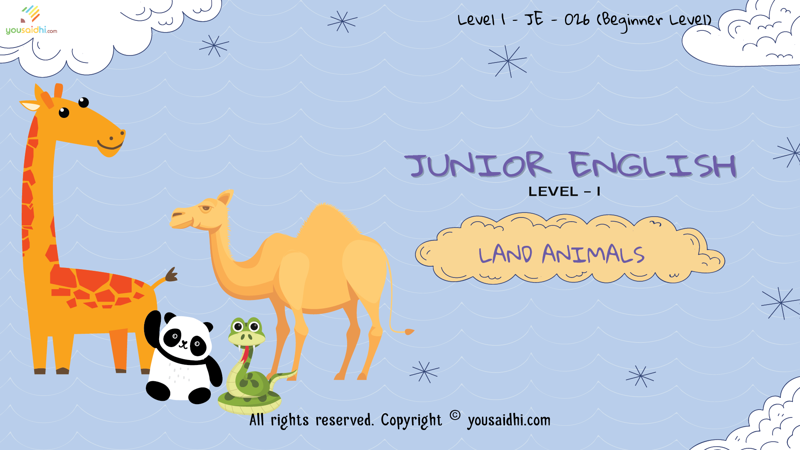 yousaidhi.com
Level 1 - JE - 026 (Beginner Level)
JUNIOR ENGLISH
LEVEL - 1
LAND ANIMALS
All rights reserved. Copyright © yousaidhi.com